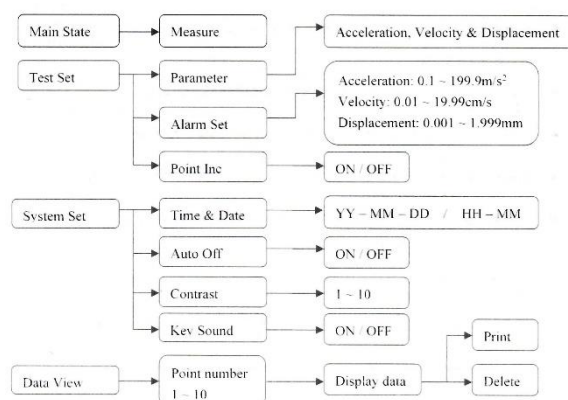 Main State
Measure
Acceleration, Velocity & Displacement
Test Set
Parameter
Alarm Set
Acceleration: 0.1 ~ 199.9m/s²
Velocity: 0.01 ~ 19.99cm/s
Displacement: 0.001 ~ 1.999mm
Point Inc
ON / OFF
System Set
Time & Date
YY – MM – DD / HH – MM
Auto Off
ON / OFF
Contrast
1 ~ 10
Key Sound
ON / OFF
Data View
Point number
1 ~ 10
Display data
Print
Delete